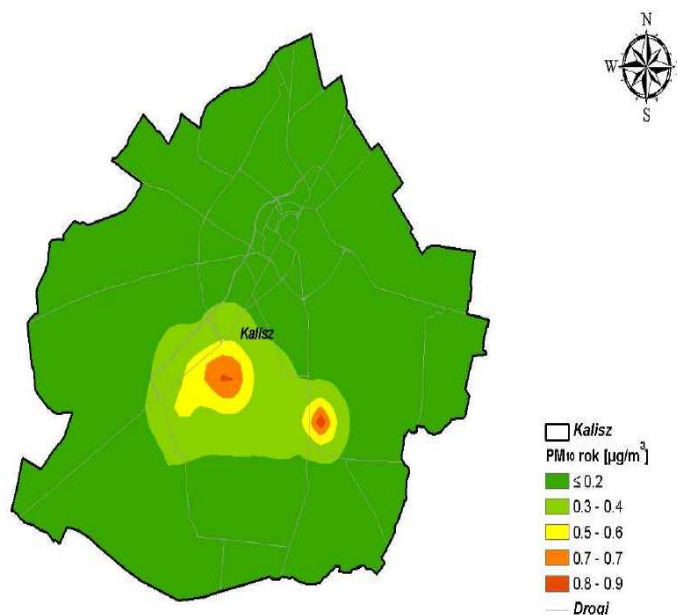 N
W
S
Kalisz
Kalisz
PM10 rok [µg/m³]
≤ 0.2
0.3 - 0.4
0.5 - 0.6
0.7 - 0.7
0.8 - 0.9
Drogi